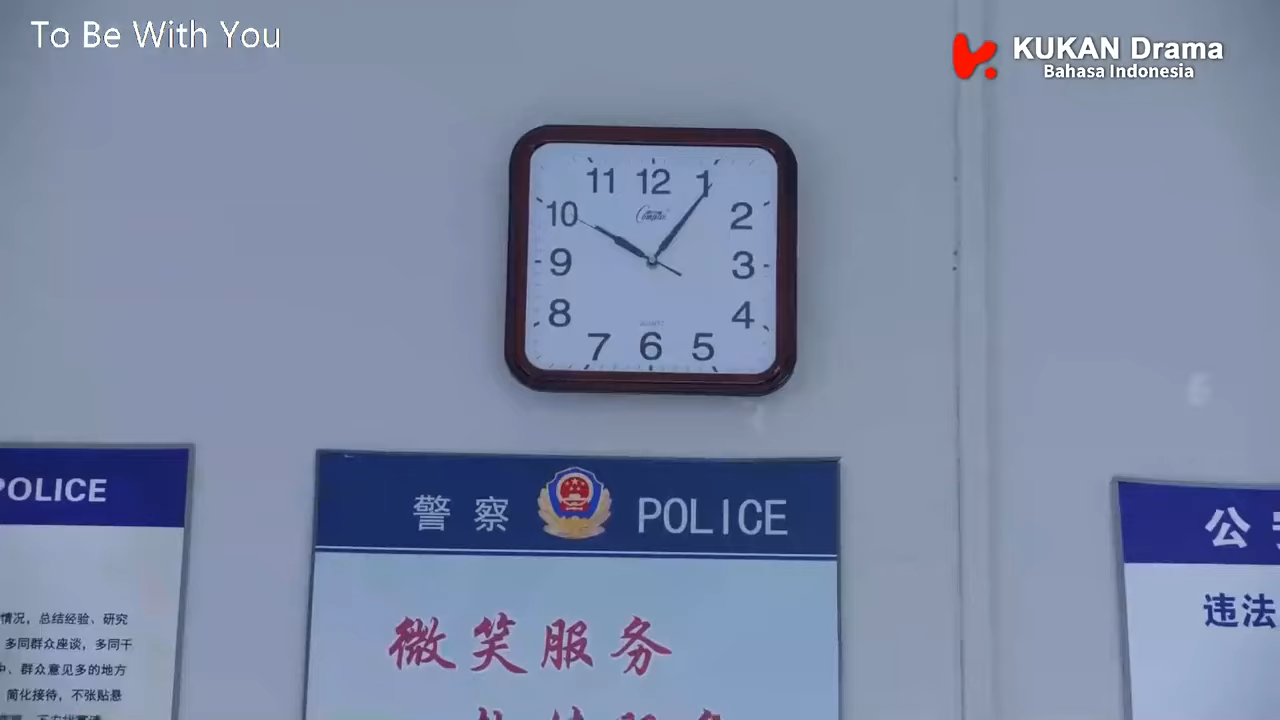 To Be With You
KUKAN Drama
Bahasa Indonesia
11 12 1
10 2
9 3
8 4
7 6 5
POLICE
情况，总结经验、研究
多同群众座谈，多同干
中、群众意见多的地方
简化接待，不张贴悬
警察 POLICE
微笑服务
公
违法